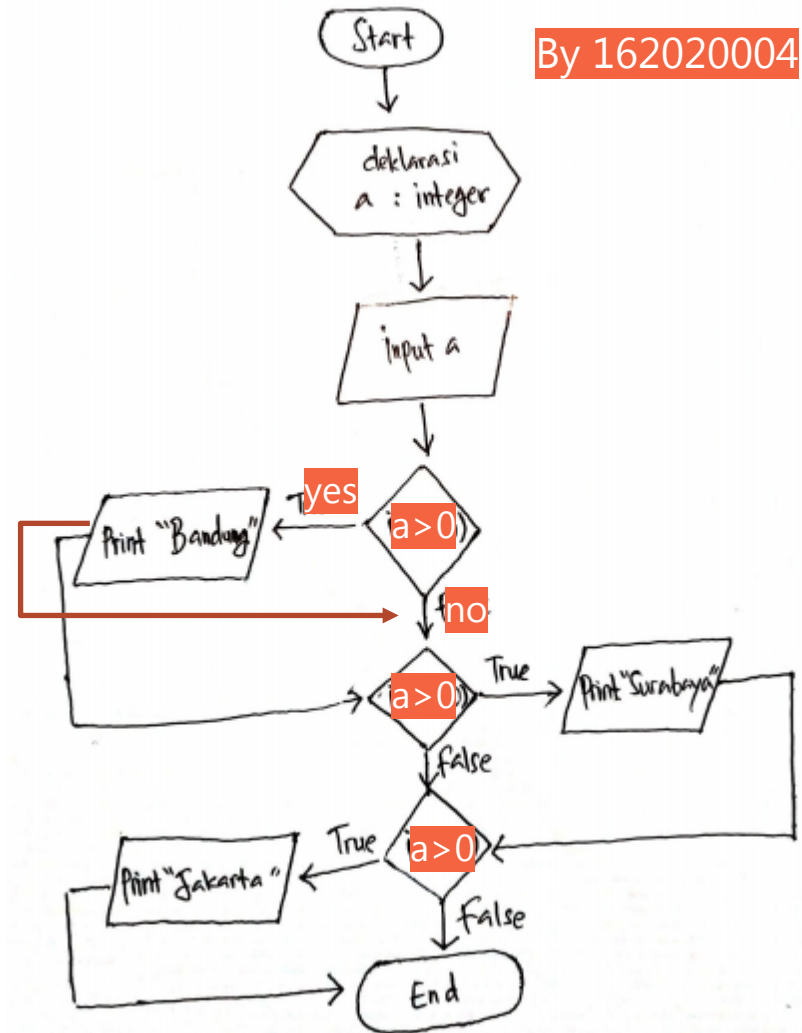 Start
By 162020004
deklarasi
a : integer
input a
yes
Print "Bandung"
a>0
no
a>0
True
Print "Surabaya"
False
a>0
True
Print "Jakarta"
False
End